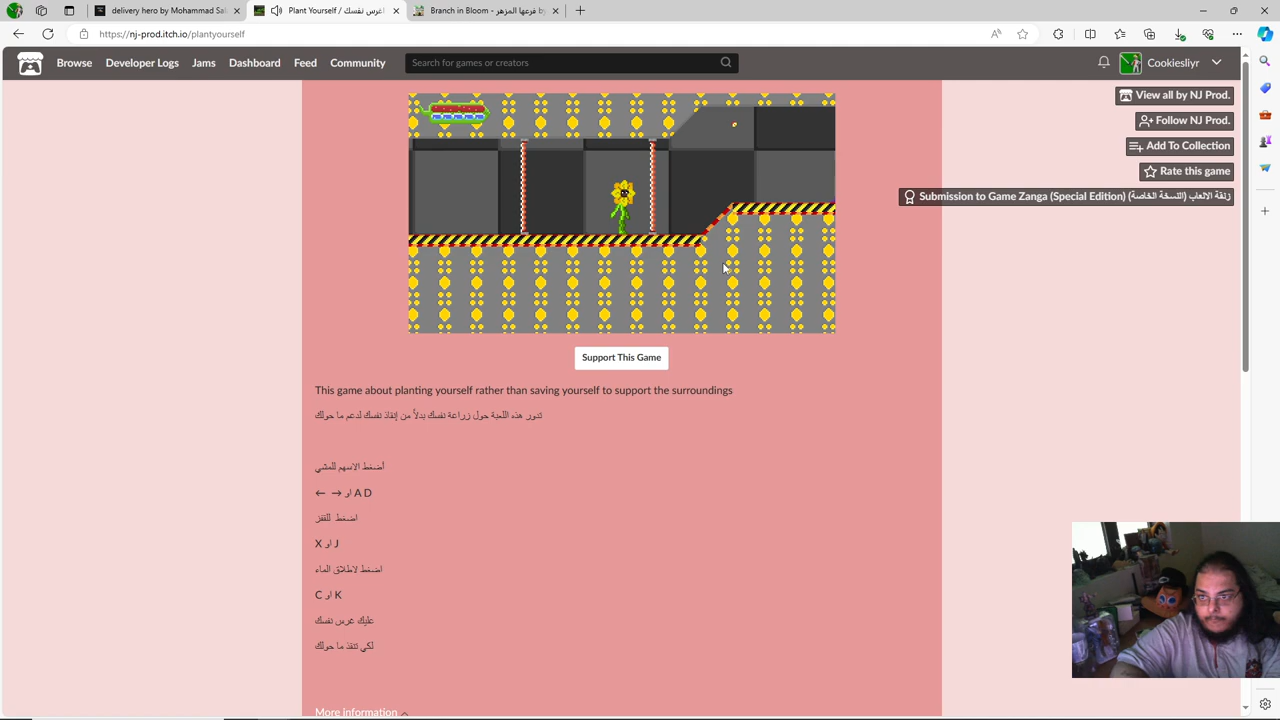 delivery hero by Mohammad Sal
Plant Yourself / اغرس نفسك
Branch in Bloom - فرعها المزهر by
https://nj-prod.itch.io/plantyourself
Browse
Developer Logs
Jams
Dashboard
Feed
Community
Search for games or creators
Cookiesliyr
View all by NJ Prod.
Follow NJ Prod.
Add To Collection
Rate this game
Submission to Game Zanga (Special Edition) زنقة الالعاب (النسخة الخاصة)
Support This Game
This game about planting yourself rather than saving yourself to support the surroundings
تدور هذه اللعبة حول زراعة نفسك بدلاً من إنقاذ نفسك لدعم ما حولك
أضغط الاسهم للمشي
← → او A D
اضغط للقفز
X او J
اضغط لاطلاق الماء
C او K
عليك غرس نفسك
لكي تنقذ ما حولك
More information